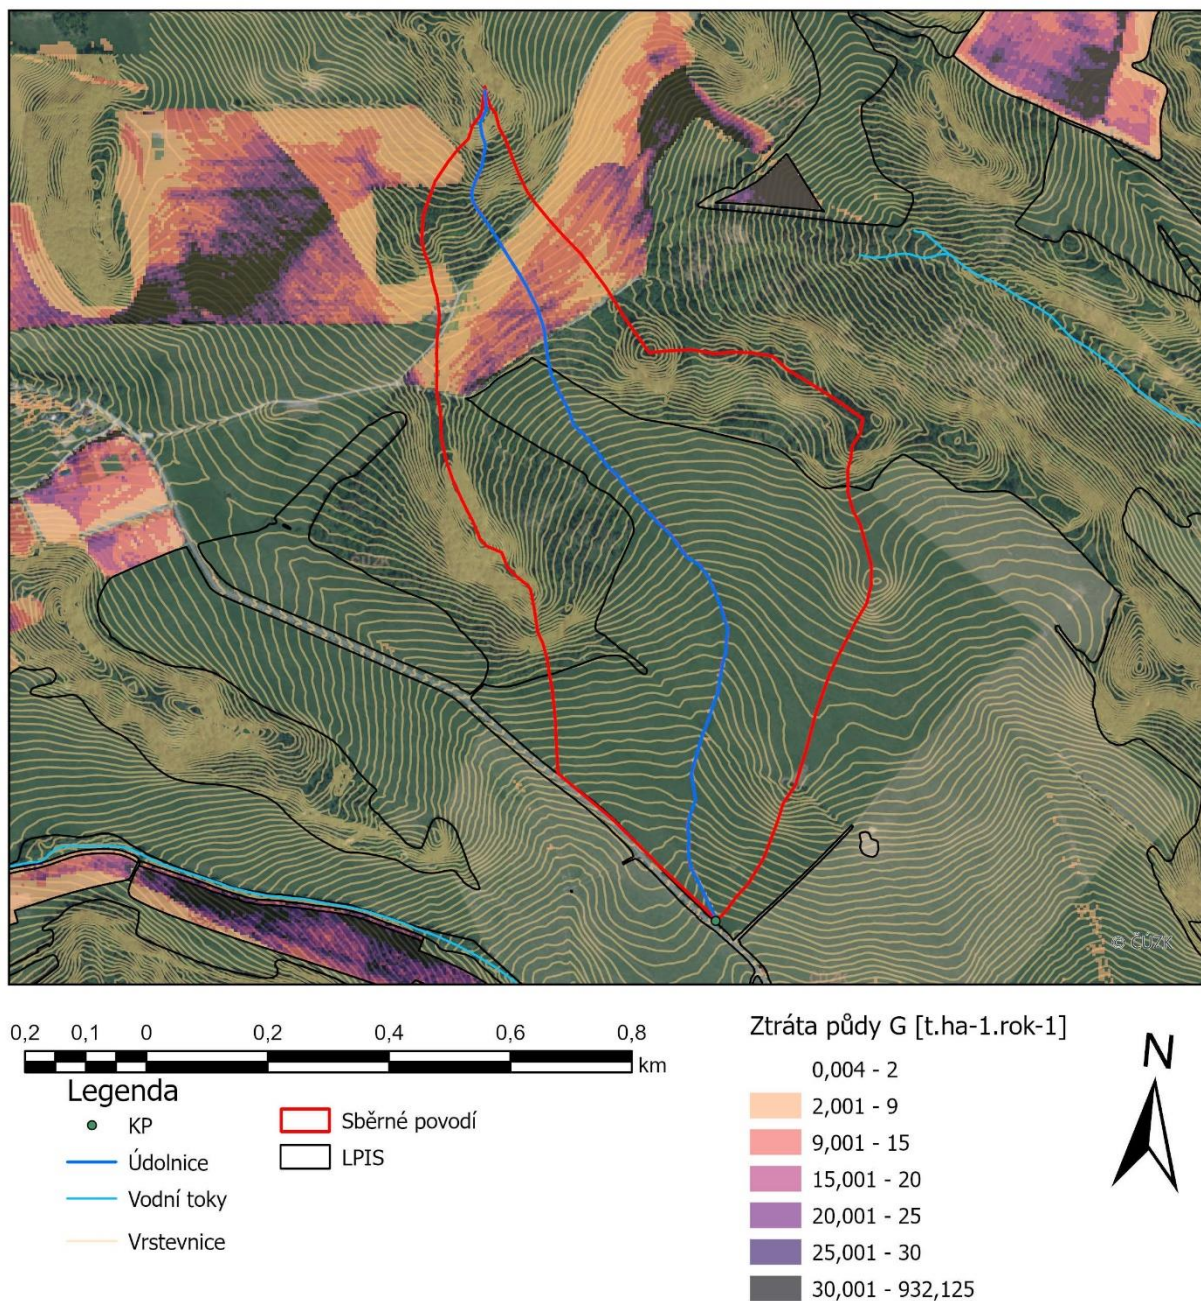 © ČÚZK
0,2 0,1 0 0,2 0,4 0,6 0,8
km
Legenda
KP
Údolnice
Vodní toky
Vrstevnice
Sběrné povodí
LPIS
Ztráta půdy G [t.ha-1.rok-1]
0,004 - 2
2,001 - 9
9,001 - 15
15,001 - 20
20,001 - 25
25,001 - 30
30,001 - 932,125
N